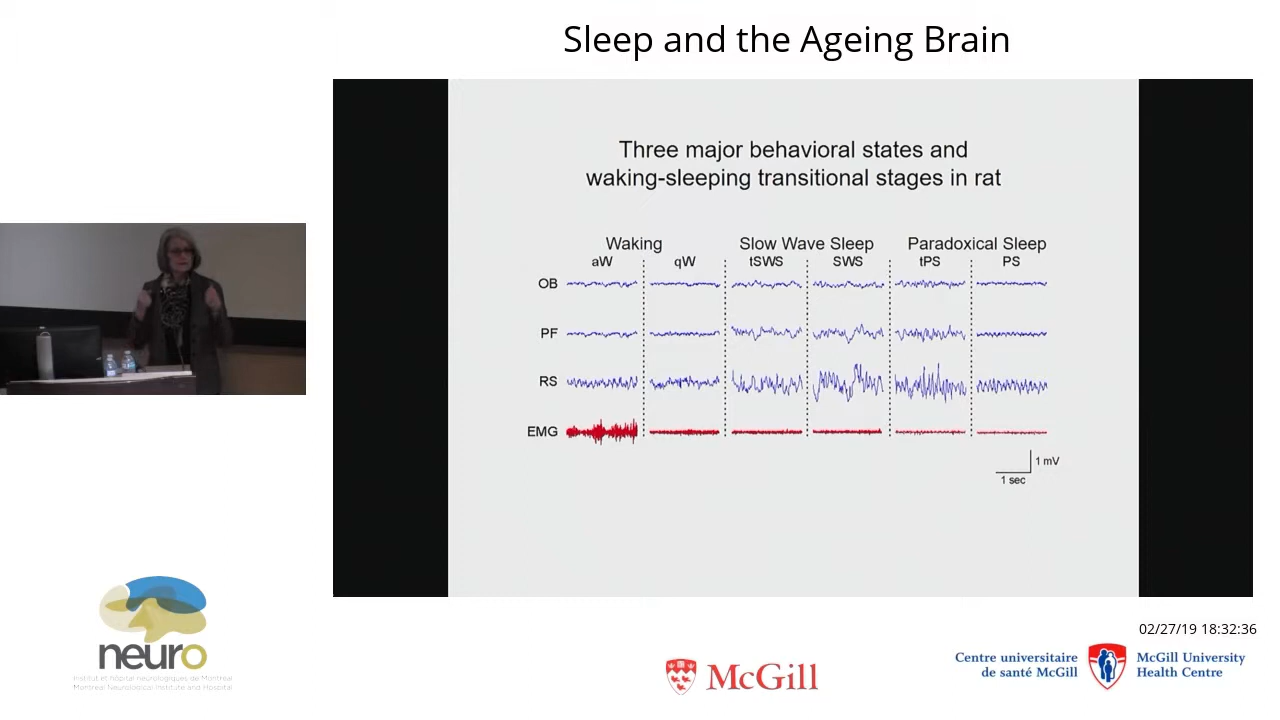 Sleep and the Ageing Brain
Three major behavioral states and
waking-sleeping transitional stages in rat
Waking Slow Wave Sleep Paradoxical Sleep
aW qW tSWS SWS tPS PS
OB
PF
RS
EMG
1 mV
1 sec
neuro
Institut et hôpital neurologiques de Montréal
Montreal Neurological Institute and Hospital
McGill
02/27/19 18:32:36
Centre universitaire
de santé McGill
McGill University
Health Centre